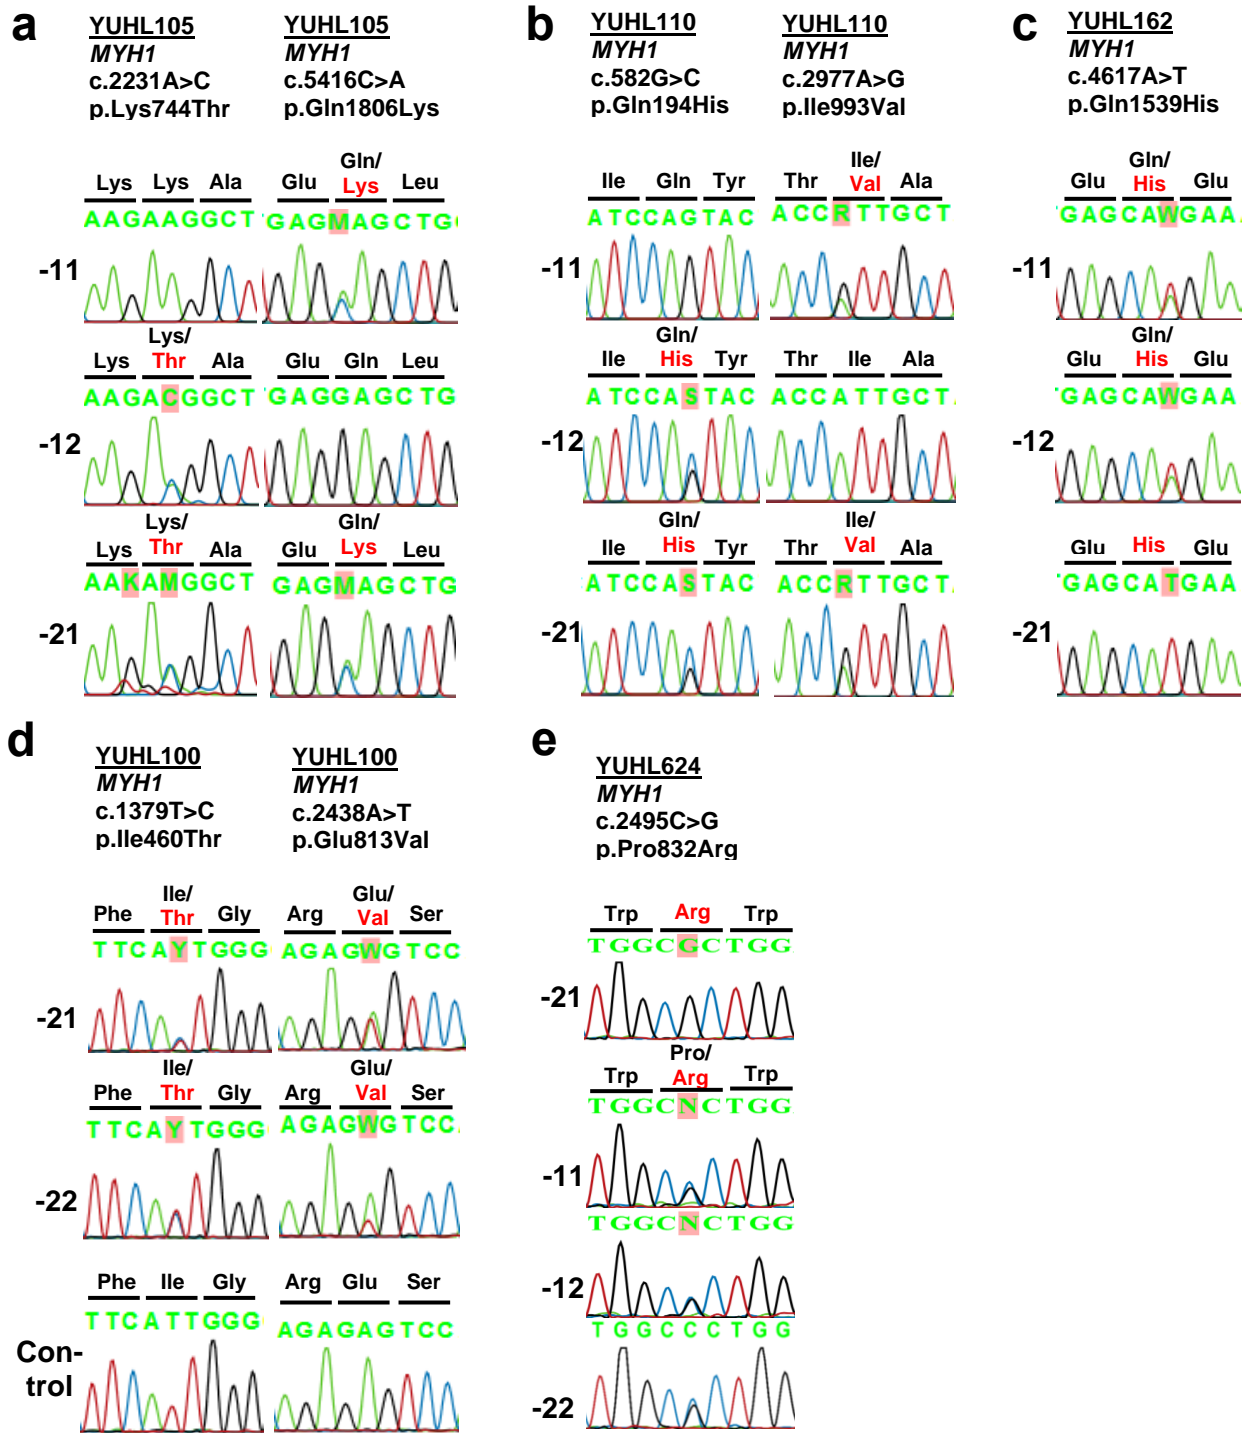 a
YUHL105
MYH1
c.2231A>C
p.Lys744Thr
YUHL105
MYH1
c.5416C>A
p.Gln1806Lys
Lys Lys Ala
AAGAAGGCT
Glu Gln/Lys Leu
GAGMAGCTG
-11
Lys Lys/Thr Ala
AAGACGGCT
Glu Gln Leu
GAGGAGCTG
-12
Lys Lys/Thr Ala
AAKAMGGCT
Glu Gln/Lys Leu
GAGMAGCTG
-21
b
YUHL110
MYH1
c.582G>C
p.Gln194His
YUHL110
MYH1
c.2977A>G
p.Ile993Val
Ile Gln Tyr
ATCCAGTAC
Thr Ile/Val Ala
ACCRTTGCT
-11
Ile Gln/His Tyr
ATCCASTAC
Thr Ile Ala
ACCATTGCT
-12
Ile Gln/His Tyr
ATCCASTAC
Thr Ile/Val Ala
ACCRTTGCT
-21
c
YUHL162
MYH1
c.4617A>T
p.Gln1539His
Glu Gln/His Glu
GAGCAWGAA
-11
Glu Gln/His Glu
GAGCAWGAA
-12
Glu His Glu
GAGCATGAA
-21
d
YUHL100
MYH1
c.1379T>C
p.Ile460Thr
YUHL100
MYH1
c.2438A>T
p.Glu813Val
Phe Ile/Thr Gly
TTCAYTGGG
Arg Glu/Val Ser
AGAGWGTCC
-21
Phe Ile/Thr Gly
TTCAYTGGG
Arg Glu/Val Ser
AGAGWGTCC
-22
Phe Ile Gly
TTCATTGGG
Arg Glu Ser
AGAGAGTCC
Con-
trol
e
YUHL624
MYH1
c.2495C>G
p.Pro832Arg
Trp Arg Trp
TGGCGCTGG
-21
Trp Pro/Arg Trp
TGGCNCTGG
-11
TGGCNCTGG
-12
TGGCCCTGG
-22